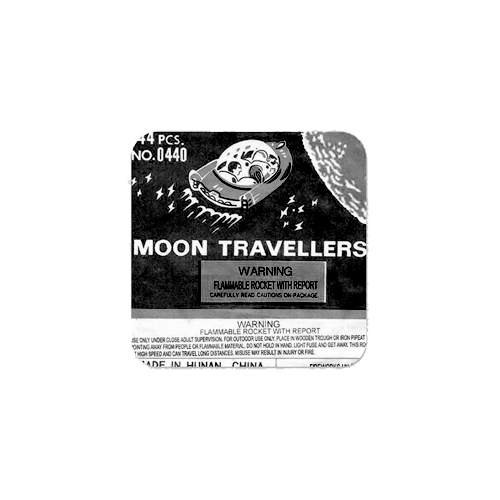 44 PCS.
NO. 0440
MOON TRAVELLERS
WARNING
FLAMMABLE ROCKET WITH REPORT
CAREFULLY READ CAUTIONS ON PACKAGE.
WARNING
FLAMMABLE ROCKET WITH REPORT
SE ONLY UNDER CLOSE ADULT SUPERVISION. FOR OUTDOOR USE ONLY. PLACE IN WOODEN TROUGH OR IRON PIPE AT
OINTING AWAY FROM PEOPLE OR FLAMMABLE MATERIAL. DO NOT HOLD IN HAND. LIGHT FUSE AND GET AWAY. THIS RO
HIGH SPEED AND CAN TRAVEL LONG DISTANCES. MISUSE MAY RESULT IN INJURY OR FIRE.
MADE IN HUNAN, CHINA